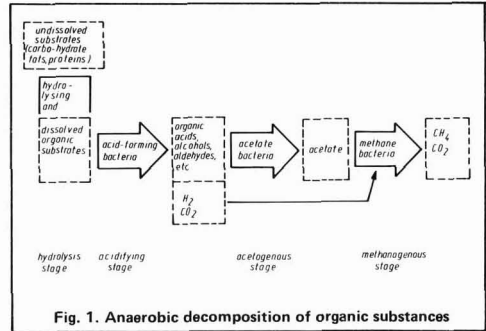 undissolved
substrates
(carbo-hydrate
fats, proteins)
hydro-
lysing
and
dissolved
organic
substrates
acid-forming
bacteria
organic
acids,
alcohols,
aldehydes,
etc
H2
CO2
acetate
bacteria
acetate
methane
bacteria
CH4
CO2
hydrolysis
stage
acidifying
stage
acetogenous
stage
methanagenous
stage
Fig. 1. Anaerobic decomposition of organic substances